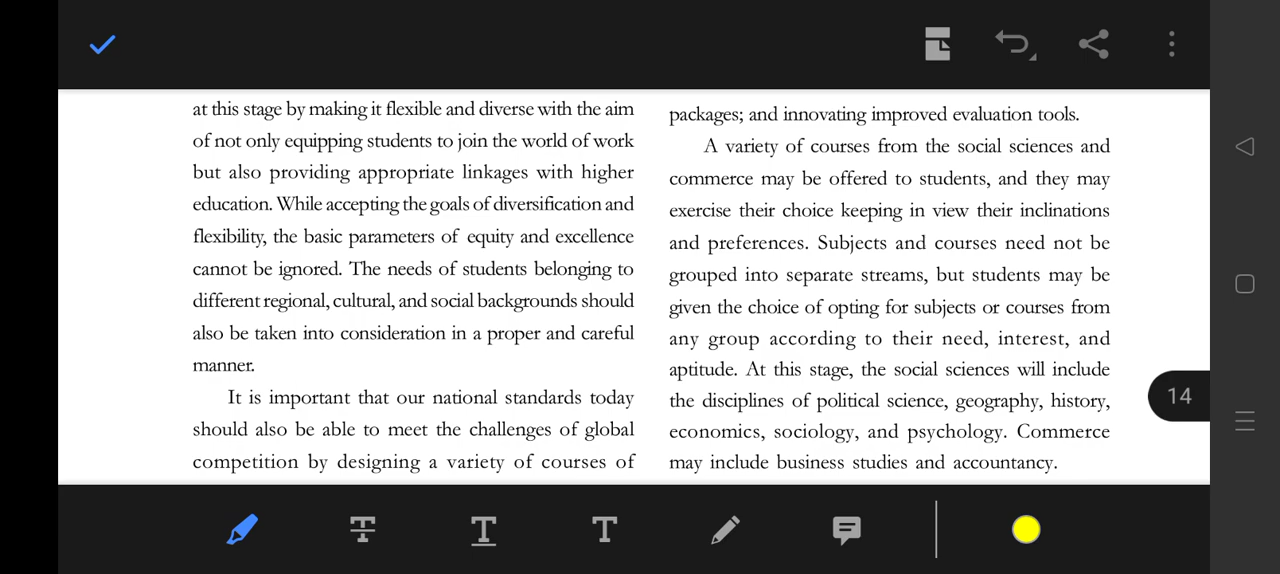 at this stage by making it flexible and diverse with the aim
of not only equipping students to join the world of work
but also providing appropriate linkages with higher
education. While accepting the goals of diversification and
flexibility, the basic parameters of equity and excellence
cannot be ignored. The needs of students belonging to
different regional, cultural, and social backgrounds should
also be taken into consideration in a proper and careful
manner.
It is important that our national standards today
should also be able to meet the challenges of global
competition by designing a variety of courses of
packages; and innovating improved evaluation tools.
A variety of courses from the social sciences and
commerce may be offered to students, and they may
exercise their choice keeping in view their inclinations
and preferences. Subjects and courses need not be
grouped into separate streams, but students may be
given the choice of opting for subjects or courses from
any group according to their need, interest, and
aptitude. At this stage, the social sciences will include
the disciplines of political science, geography, history,
economics, sociology, and psychology. Commerce
may include business studies and accountancy.
14